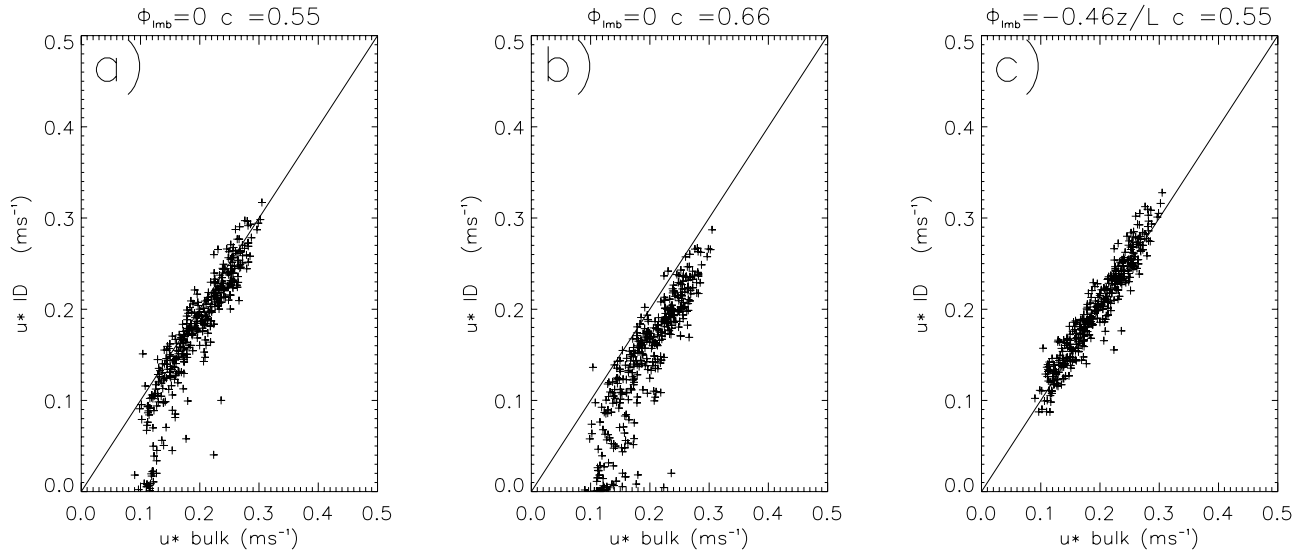 Φlmb=0 c =0.55
a)
0.5
0.4
0.3
0.2
0.1
0.0
u* ID (ms⁻¹)
0.0 0.1 0.2 0.3 0.4 0.5
u* bulk (ms⁻¹)
Φlmb=0 c =0.66
b)
0.5
0.4
0.3
0.2
0.1
0.0
u* ID (ms⁻¹)
0.0 0.1 0.2 0.3 0.4 0.5
u* bulk (ms⁻¹)
Φlmb=−0.46z/L c =0.55
c)
0.5
0.4
0.3
0.2
0.1
0.0
u* ID (ms⁻¹)
0.0 0.1 0.2 0.3 0.4 0.5
u* bulk (ms⁻¹)